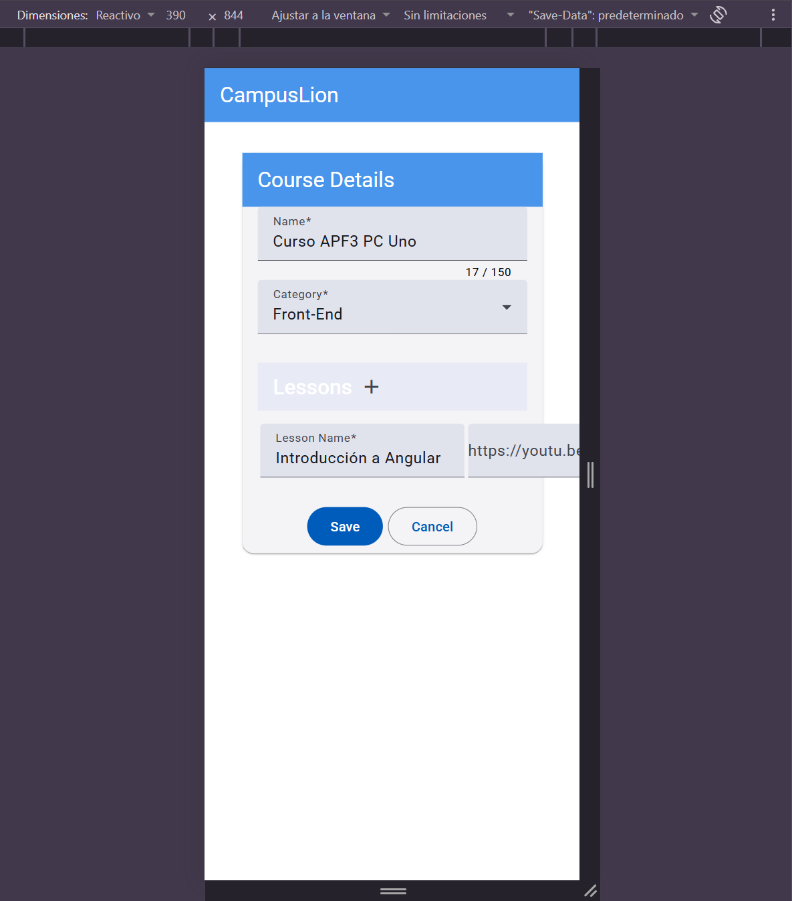 Dimensiones: Reactivo 390 × 844 Ajustar a la ventana Sin limitaciones "Save-Data": predeterminado
CampusLion
Course Details
Name*
Curso APF3 PC Uno
17 / 150
Category*
Front-End
Lessons +
Lesson Name*
Introducción a Angular
https://youtu.be
Save Cancel